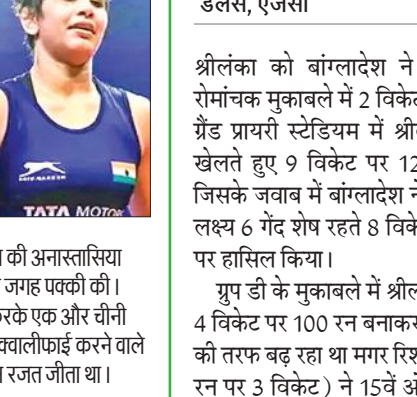 TATA MOTO
की अनास्तासिया
जगह पक्की की।
रके एक और चीनी
क्वालीफाई करने वाले
रजत जीता था।
डलस, एजेंसी
श्रीलंका को बांग्लादेश ने
रोमांचक मुकाबले में 2 विकेट
ग्रैंड प्रायरी स्टेडियम में श्री
खेलते हुए 9 विकेट पर 12
जिसके जवाब में बांग्लादेश ने
लक्ष्य 6 गेंद शेष रहते 8 विके
पर हासिल किया।
ग्रुप डी के मुकाबले में श्रील
4 विकेट पर 100 रन बनाकर
की तरफ बढ़ रहा था मगर रिश
रन पर 3 विकेट) ने 15वें ओ